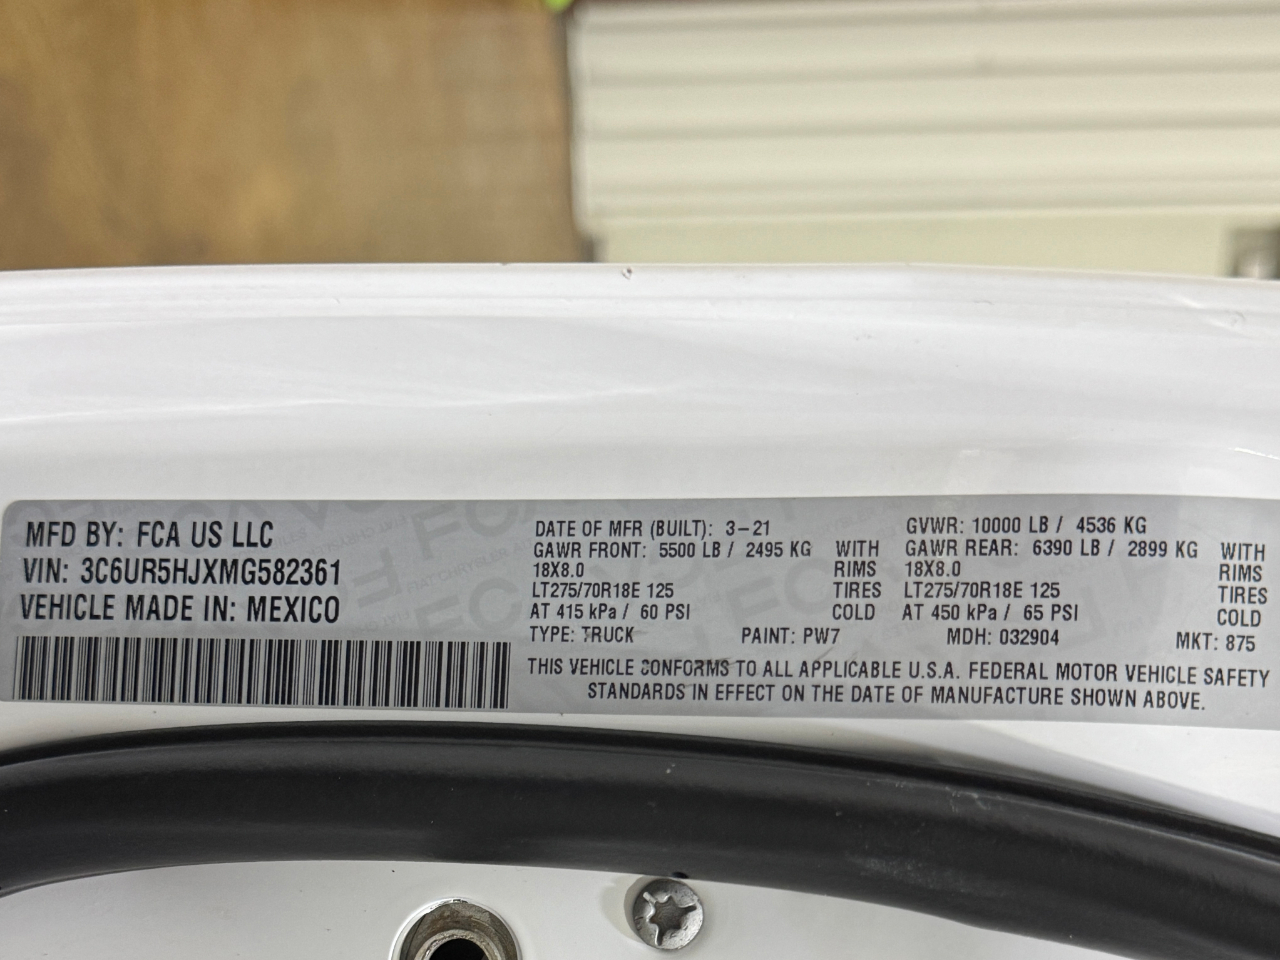 MFD BY: FCA US LLC
VIN: 3C6UR5HJXMG582361
VEHICLE MADE IN: MEXICO
DATE OF MFR (BUILT): 3-21
GAWR FRONT: 5500 LB / 2495 KG WITH
18X8.0 RIMS
LT275/70R18E 125 TIRES
AT 415 kPa / 60 PSI COLD
GVWR: 10000 LB / 4536 KG
GAWR REAR: 6390 LB / 2899 KG WITH
18X8.0 RIMS
LT275/70R18E 125 TIRES
AT 450 kPa / 65 PSI COLD
TYPE: TRUCK PAINT: PW7 MDH: 032904 MKT: 875
THIS VEHICLE CONFORMS TO ALL APPLICABLE U.S.A. FEDERAL MOTOR VEHICLE SAFETY
STANDARDS IN EFFECT ON THE DATE OF MANUFACTURE SHOWN ABOVE.